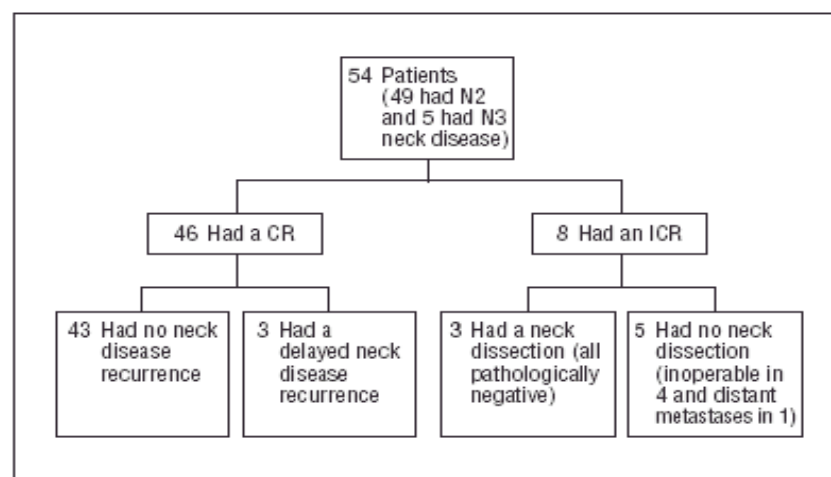 54 Patients
(49 had N2
and 5 had N3
neck disease)
46 Had a CR
8 Had an ICR
43 Had no neck
disease
recurrence
3 Had a
delayed neck
disease
recurrence
3 Had a neck
dissection (all
pathologically
negative)
5 Had no neck
dissection
(inoperable in
4 and distant
metastases in 1)